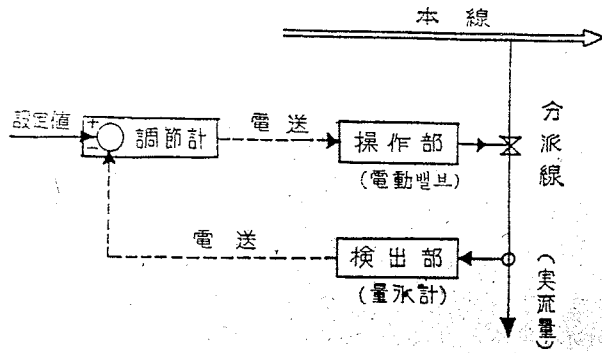 本線
設定値
+
−
調節計
電送
操作部
(電動밸브)
分派線
電送
検出部
(量水計)
(実流量)